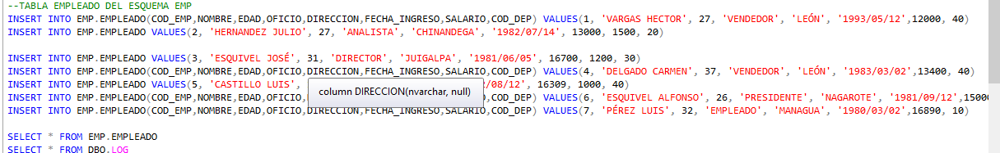 --TABLA EMPLEADO DEL ESQUEMA EMP
INSERT INTO EMP.EMPLEADO(COD_EMP,NOMBRE,EDAD,OFICIO,DIRECCION,FECHA_INGRESO,SALARIO,COD_DEP) VALUES(1, 'VARGAS HECTOR', 27, 'VENDEDOR', 'LEÓN', '1993/05/12',12000, 40)
INSERT INTO EMP.EMPLEADO VALUES(2, 'HERNANDEZ JULIO', 27, 'ANALISTA', 'CHINANDEGA', '1982/07/14', 13000, 1500, 20)
INSERT INTO EMP.EMPLEADO VALUES(3, 'ESQUIVEL JOSÉ', 31, 'DIRECTOR', 'JUIGALPA', '1981/06/05', 16700, 1200, 30)
INSERT INTO EMP.EMPLEADO(COD_EMP,NOMBRE,EDAD,OFICIO,DIRECCION,FECHA_INGRESO,SALARIO,COD_DEP) VALUES(4, 'DELGADO CARMEN', 37, 'VENDEDOR', 'LEÓN', '1983/03/02',13400, 40)
INSERT INTO EMP.EMPLEADO VALUES(5, 'CASTILLO LUIS', 2/08/12', 16309, 1000, 40)
column DIRECCION(nvarchar, null)
INSERT INTO EMP.EMPLEADO(COD_EMP,NOMBRE,EDAD,OFICIO,DIRECCION,FECHA_INGRESO,SALARIO,COD_DEP) VALUES(6, 'ESQUIVEL ALFONSO', 26, 'PRESIDENTE', 'NAGAROTE', '1981/09/12',15000
INSERT INTO EMP.EMPLEADO(COD_EMP,NOMBRE,EDAD,OFICIO,DIRECCION,FECHA_INGRESO,SALARIO,COD_DEP) VALUES(7, 'PÉREZ LUIS', 32, 'EMPLEADO', 'MANAGUA', '1980/03/02',16890, 10)
SELECT * FROM EMP.EMPLEADO
SELECT * FROM DBO.LOG